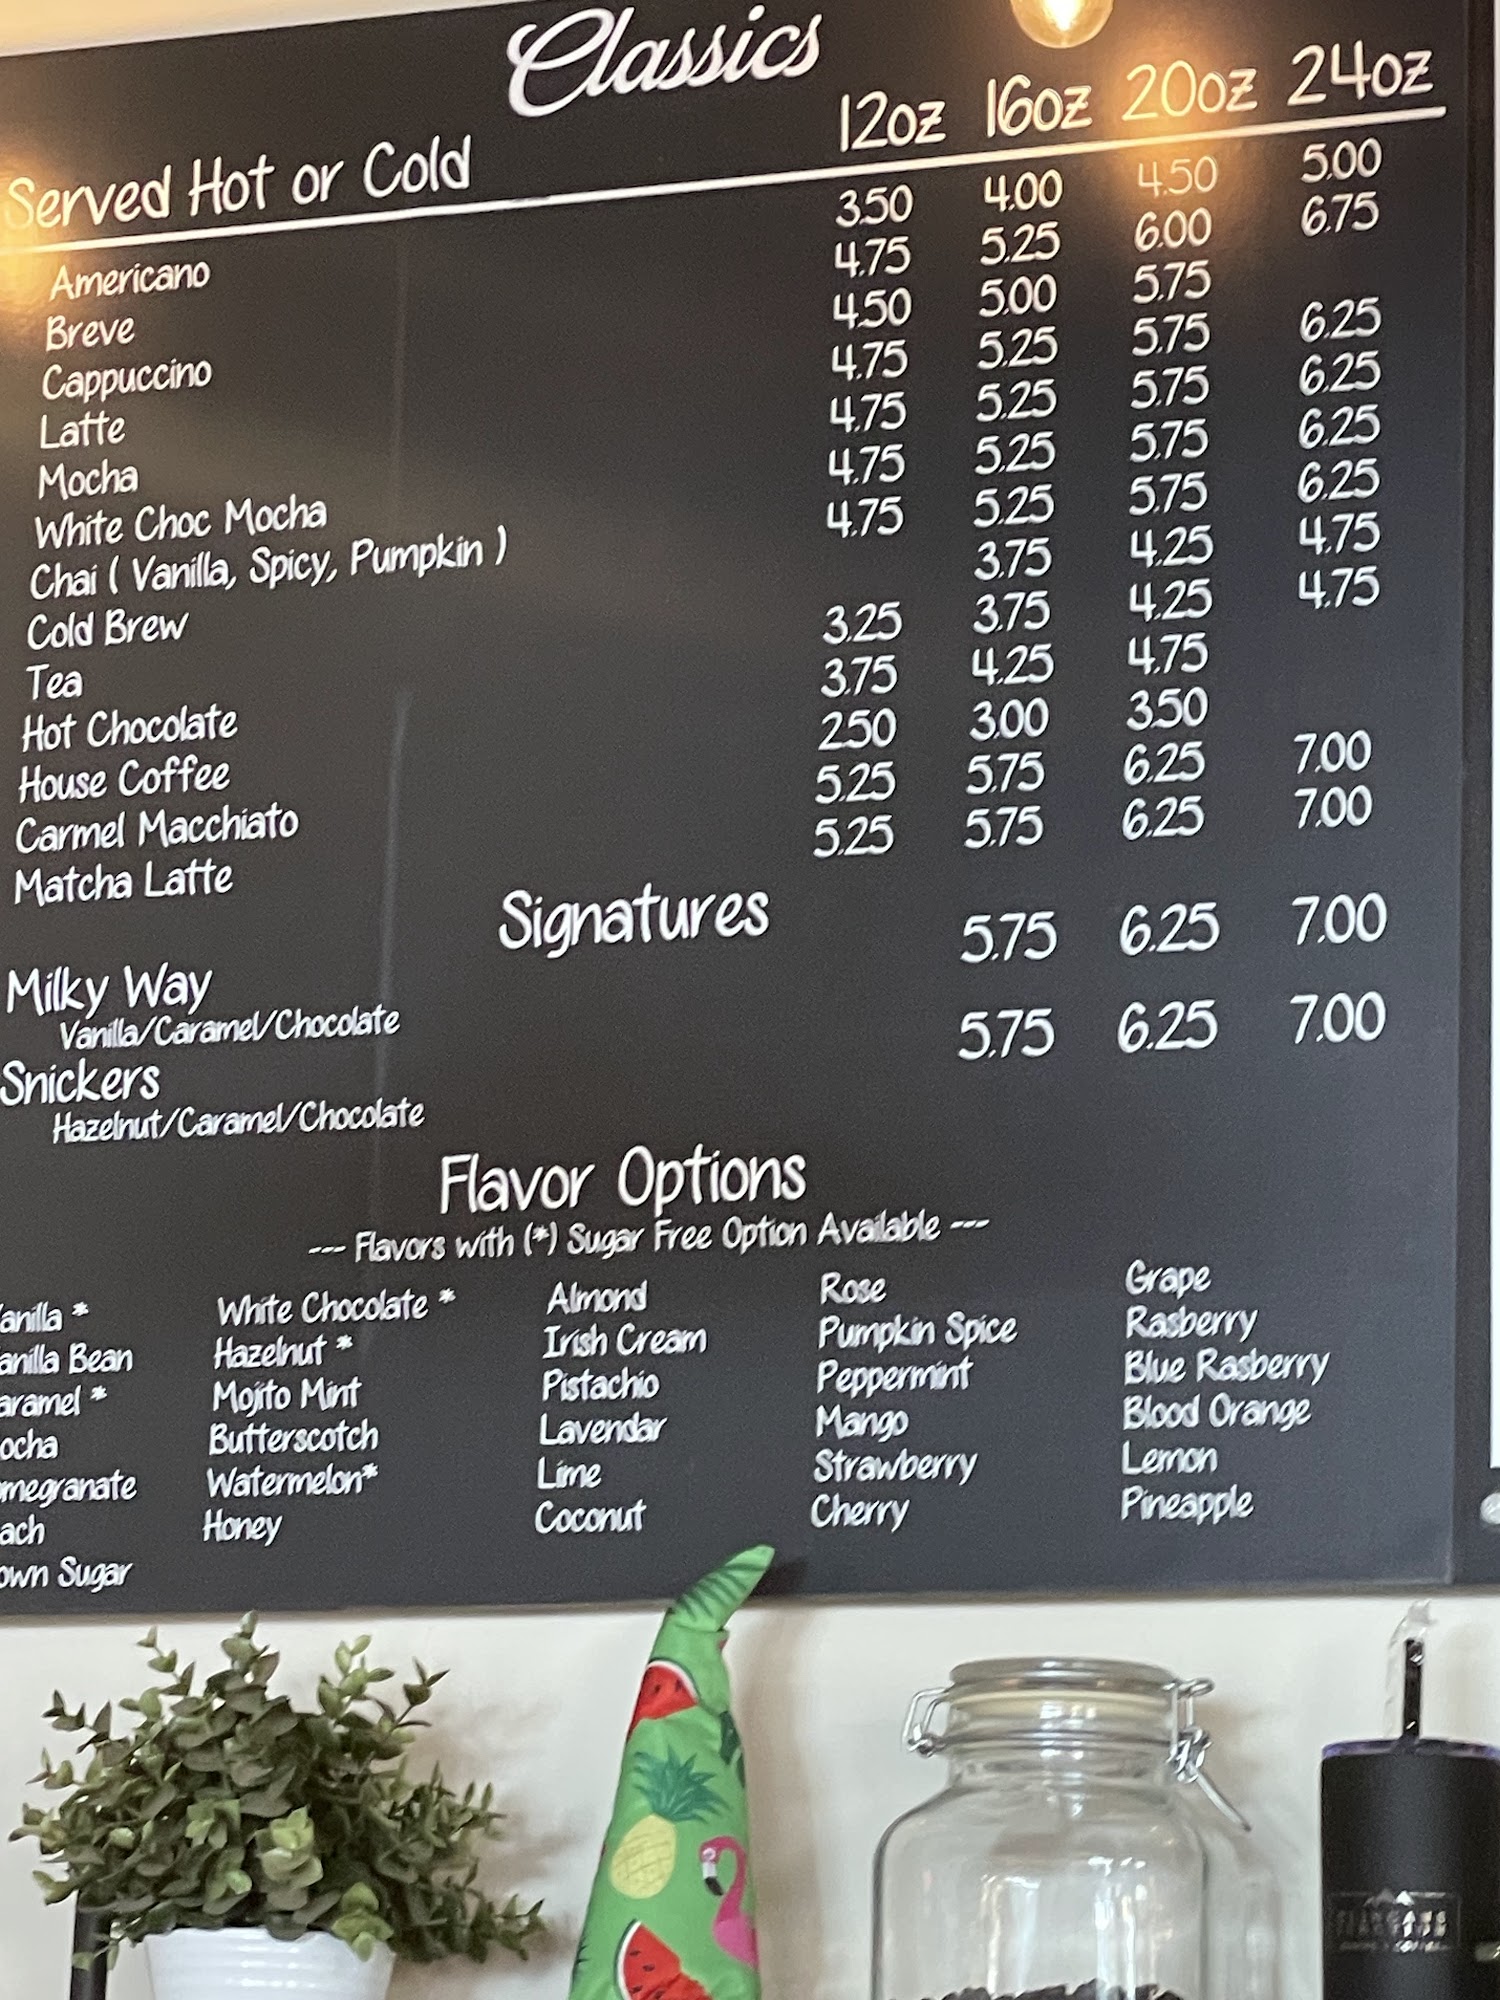 Classics
Served Hot or Cold 12oz 16oz 20oz 24oz
Americano 3.50 4.00 4.50 5.00
Breve 4.75 5.25 6.00 6.75
Cappuccino 4.50 5.00 5.75
Latte 4.75 5.25 5.75 6.25
Mocha 4.75 5.25 5.75 6.25
White Choc Mocha 4.75 5.25 5.75 6.25
Chai ( Vanilla, Spicy, Pumpkin ) 4.75 5.25 5.75 6.25
Cold Brew 3.75 4.25 4.75
Tea 3.25 3.75 4.25 4.75
Hot Chocolate 3.75 4.25 4.75
House Coffee 2.50 3.00 3.50
Carmel Macchiato 5.25 5.75 6.25 7.00
Matcha Latte 5.25 5.75 6.25 7.00
Signatures
Milky Way 5.75 6.25 7.00
Vanilla/Caramel/Chocolate
Snickers 5.75 6.25 7.00
Hazelnut/Caramel/Chocolate
Flavor Options
--- Flavors with (*) Sugar Free Option Available ---
anilla * White Chocolate * Almond Rose Grape
anilla Bean Hazelnut * Irish Cream Pumpkin Spice Rasberry
aramel * Mojito Mint Pistachio Peppermint Blue Rasberry
ocha Butterscotch Lavendar Mango Blood Orange
megranate Watermelon* Lime Strawberry Lemon
ach Honey Coconut Cherry Pineapple
own Sugar